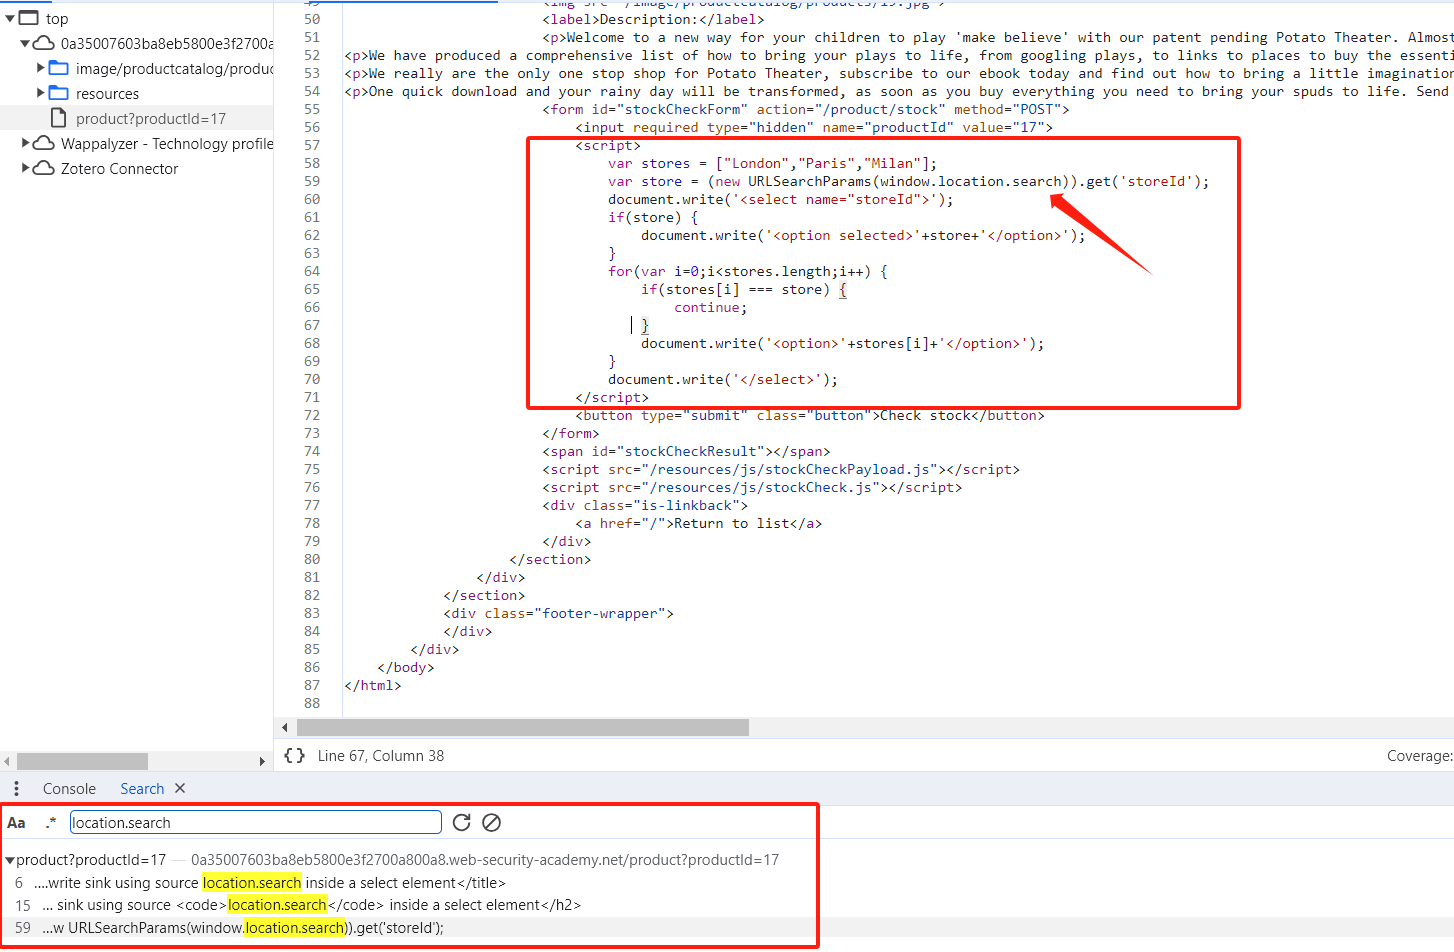 top
0a35007603ba8eb5800e3f2700a
image/productcatalog/produc
resources
product?productId=17
Wappalyzer - Technology profile
Zotero Connector
50 <label>Description:</label>
51 <p>Welcome to a new way for your children to play 'make believe' with our patent pending Potato Theater. Almost
52 <p>We have produced a comprehensive list of how to bring your plays to life, from googling plays, to links to places to buy the essenti
53 <p>We really are the only one stop shop for Potato Theater, subscribe to our ebook today and find out how to bring a little imagination
54 <p>One quick download and your rainy day will be transformed, as soon as you buy everything you need to bring your spuds to life. Send
55 <form id="stockCheckForm" action="/product/stock" method="POST">
56 <input required type="hidden" name="productId" value="17">
57 <script>
58 var stores = ["London","Paris","Milan"];
59 var store = (new URLSearchParams(window.location.search)).get('storeId');
60 document.write('<select name="storeId">');
61 if(store) {
62 document.write('<option selected>'+store+'</option>');
63 }
64 for(var i=0;i<stores.length;i++) {
65 if(stores[i] === store) {
66 continue;
67 }
68 document.write('<option>'+stores[i]+'</option>');
69 }
70 document.write('</select>');
71 </script>
72 <button type="submit" class="button">Check stock</button>
73 </form>
74 <span id="stockCheckResult"></span>
75 <script src="/resources/js/stockCheckPayload.js"></script>
76 <script src="/resources/js/stockCheck.js"></script>
77 <div class="is-linkback">
78 <a href="/">Return to list</a>
79 </div>
80 </section>
81 </div>
82 </section>
83 <div class="footer-wrapper">
84 </div>
85 </div>
86 </body>
87 </html>
88
{} Line 67, Column 38
Coverage:
Console Search ✕
Aa .* location.search
product?productId=17 — 0a35007603ba8eb5800e3f2700a800a8.web-security-academy.net/product?productId=17
6 ....write sink using source location.search inside a select element</title>
15 ... sink using source <code>location.search</code> inside a select element</h2>
59 ...w URLSearchParams(window.location.search)).get('storeId');